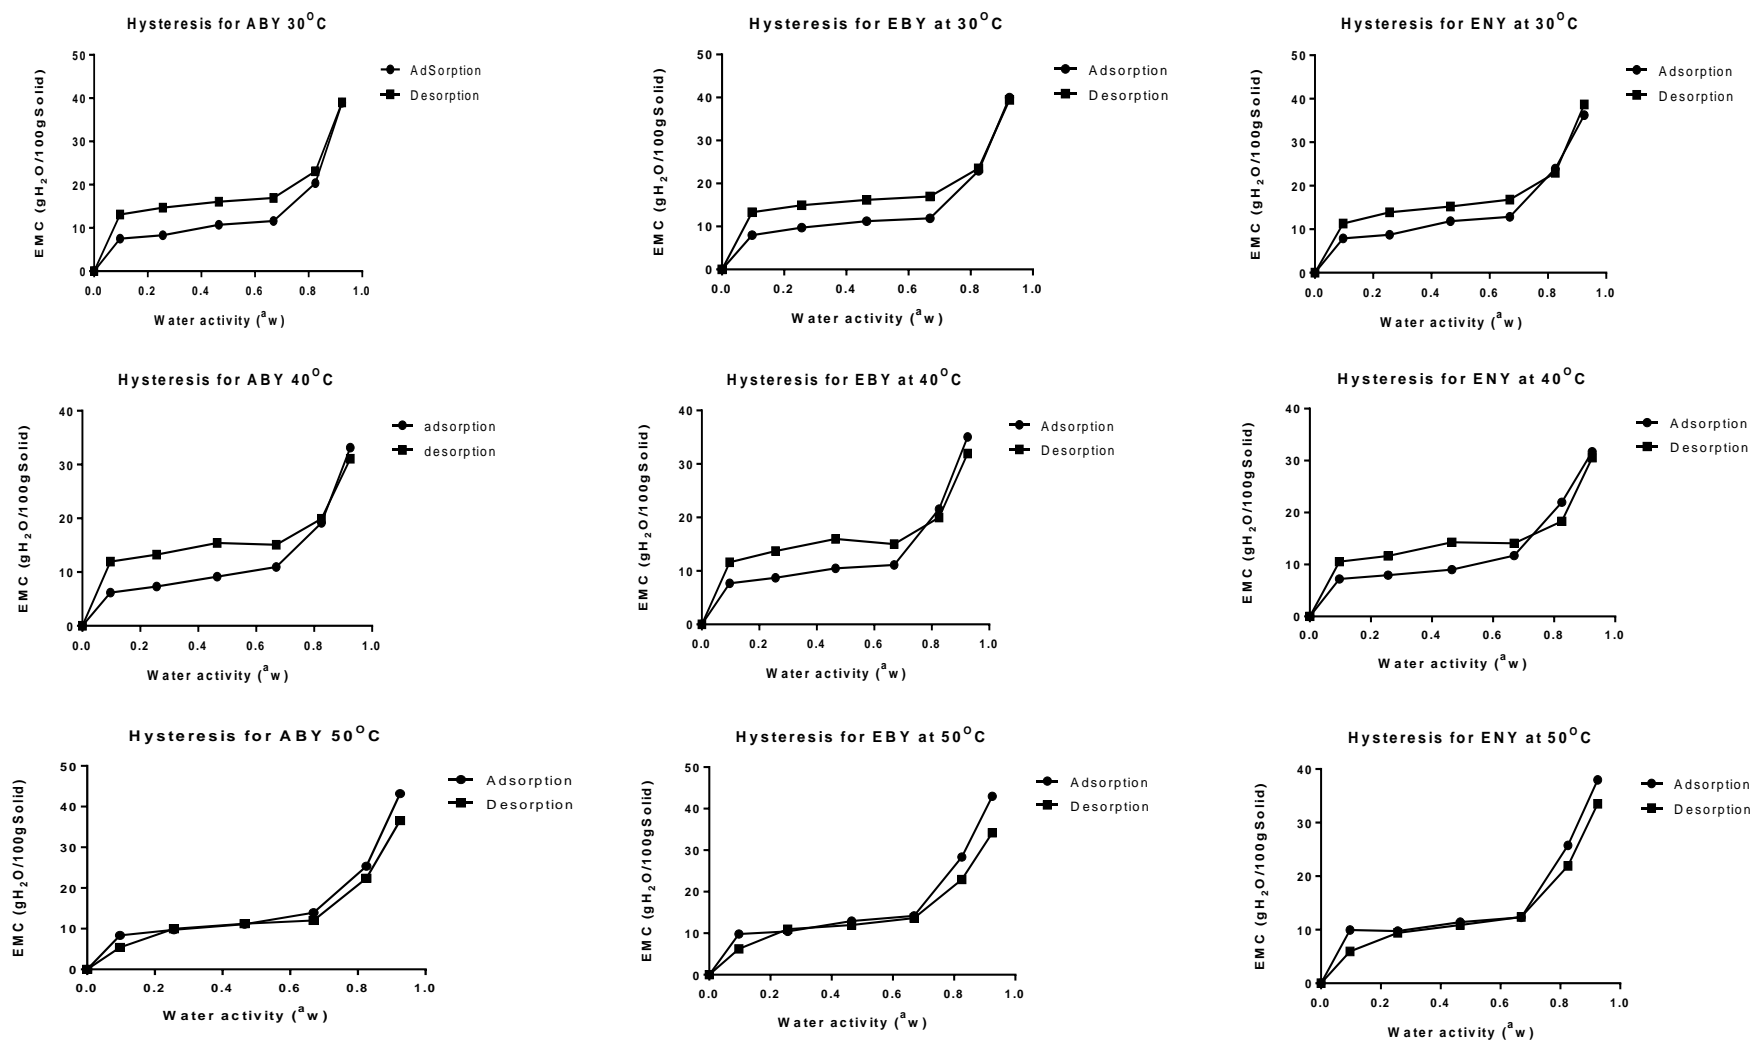 Hysteresis for ABY 30°C
EMC (gH₂O/100gSolid)
50
40
30
20
10
0
0.0 0.2 0.4 0.6 0.8 1.0
Water activity (ᵃw)
AdSorption
Desorption
Hysteresis for EBY at 30°C
EMC (gH₂O/100gSolid)
50
40
30
20
10
0
0.0 0.2 0.4 0.6 0.8 1.0
Water activity (ᵃw)
Adsorption
Desorption
Hysteresis for ENY at 30°C
EMC (gH₂O/100gSolid)
50
40
30
20
10
0
0.0 0.2 0.4 0.6 0.8 1.0
Water activity (ᵃw)
Adsorption
Desorption
Hysteresis for ABY 40°C
EMC (gH₂O/100gSolid)
40
30
20
10
0
0.0 0.2 0.4 0.6 0.8 1.0
Water activity (ᵃw)
adsorption
desorption
Hysteresis for EBY at 40°C
EMC (gH₂O/100gSolid)
40
30
20
10
0
0.0 0.2 0.4 0.6 0.8 1.0
Water activity (ᵃw)
Adsorption
Desorption
Hysteresis for ENY at 40°C
EMC (gH₂O/100gSolid)
40
30
20
10
0
0.0 0.2 0.4 0.6 0.8 1.0
Water activity (ᵃw)
Adsorption
Desorption
Hysteresis for ABY 50°C
EMC (gH₂O/100gSolid)
50
40
30
20
10
0
0.0 0.2 0.4 0.6 0.8 1.0
Water activity (ᵃw)
Adsorption
Desorption
Hysteresis for EBY at 50°C
EMC (gH₂O/100gSolid)
50
40
30
20
10
0
0.0 0.2 0.4 0.6 0.8 1.0
Water activity (ᵃw)
Adsorption
Desorption
Hysteresis for ENY at 50°C
EMC (gH₂O/100gSolid)
40
30
20
10
0
0.0 0.2 0.4 0.6 0.8 1.0
Water activity (ᵃw)
Adsorption
Desorption